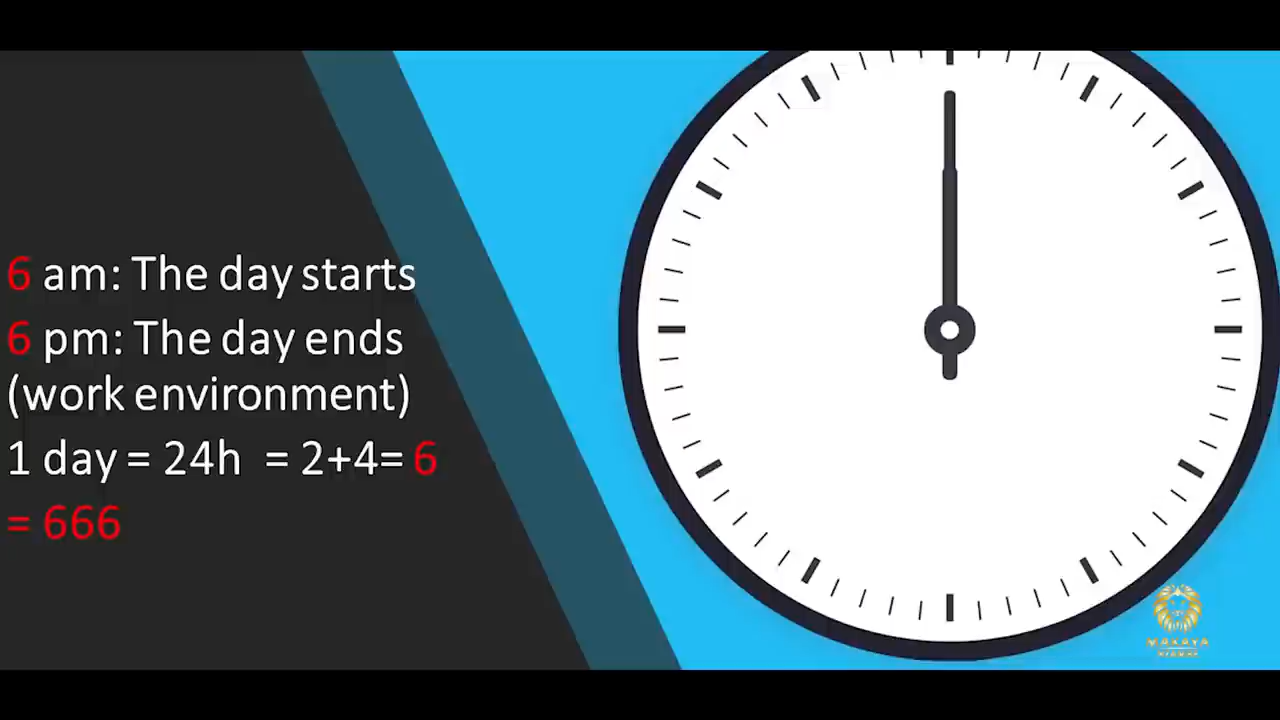 6 am: The day starts
6 pm: The day ends
(work environment)
1 day = 24h = 2+4= 6
= 666
MAKAYA